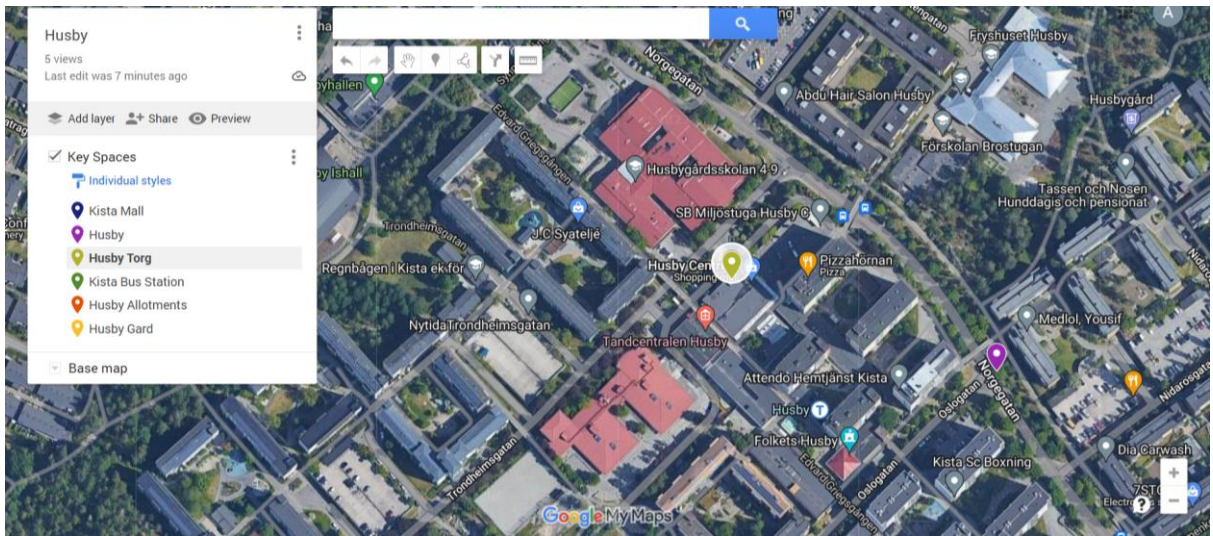 Husby
5 views
Last edit was 7 minutes ago
Add layer
Share
Preview
Key Spaces
Individual styles
Kista Mall
Husby
Husby Torg
Kista Bus Station
Husby Allotments
Husby Gard
Base map
A
Norgegatan
Fryshuset Husby
Abdu Hair Salon Husby
Husbygård
Förskolan Brostugan
Edvard Griegsgången
Husbygårdsskolan 4-9
Tassen och Nosen
Hunddagis och pensionat
SB Miljöstuga Husby C
Trondheimsgatan
J.C Syateljé
Regnbågen i Kista ek för
Husby Centr
Shopping
Pizzahörnan
Pizza
NytidaTrondheimsgatan
Tandcentralen Husby
Medlol, Yousif
Attendo Hemtjänst Kista
Oslogatan
Norgegatan
Husby
T
Folkets Husby
Edvard Griegsgången
Oslogatan
Kista Sc Boxning
Dia Carwash
Trondheimsgatan
Google My Maps
+
−
?